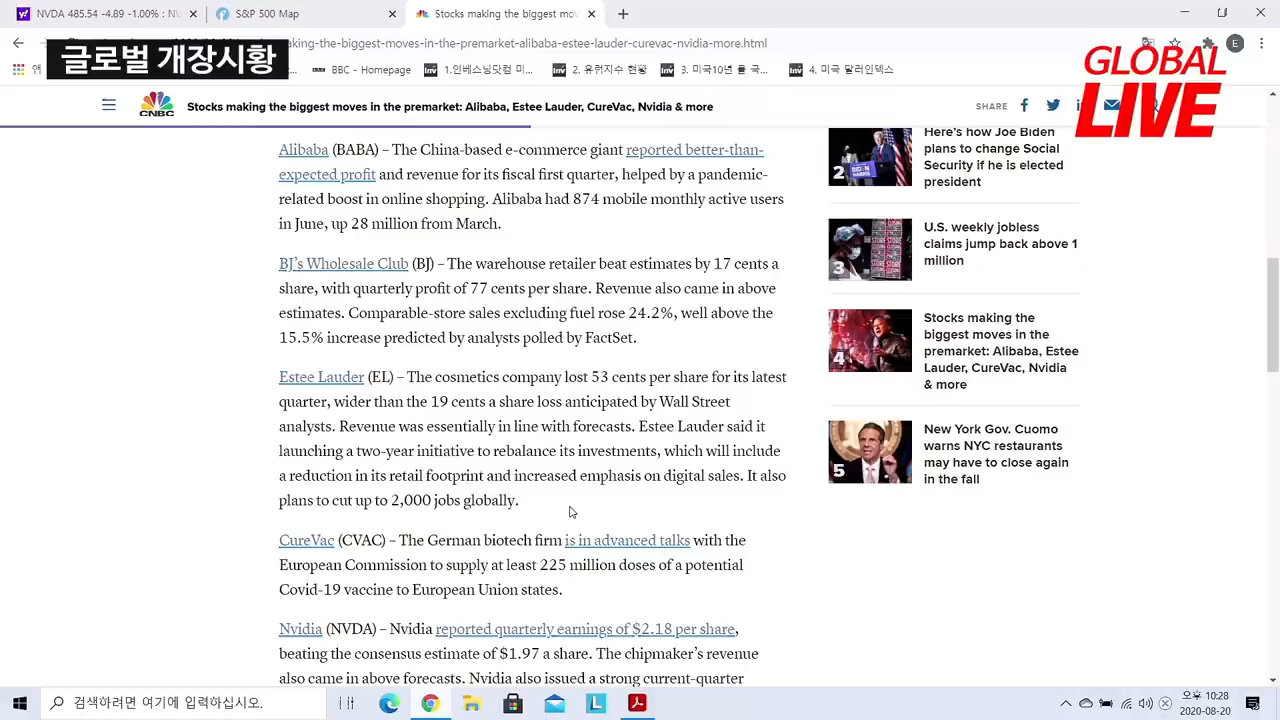 NVDA 485.54 -4.89 -1.00% : NV
S&P 500 Map
Stocks making the biggest mov
aking-the-biggest-moves-in-the-premarket-alibaba-estee-lauder-curevac-nvidia-more.html
E
글로벌 개장시황
BBC - Homepage
1.인베스팅닷컴 미...
2. 유럽지수 현황
3. 미국10년 물 국...
4. 미국 달러인덱스
GLOBAL
LIVE
CNBC
Stocks making the biggest moves in the premarket: Alibaba, Estee Lauder, CureVac, Nvidia & more
SHARE
Alibaba (BABA) – The China-based e-commerce giant reported better-than-
expected profit and revenue for its fiscal first quarter, helped by a pandemic-
related boost in online shopping. Alibaba had 874 mobile monthly active users
in June, up 28 million from March.
BJ's Wholesale Club (BJ) – The warehouse retailer beat estimates by 17 cents a
share, with quarterly profit of 77 cents per share. Revenue also came in above
estimates. Comparable-store sales excluding fuel rose 24.2%, well above the
15.5% increase predicted by analysts polled by FactSet.
Estee Lauder (EL) – The cosmetics company lost 53 cents per share for its latest
quarter, wider than the 19 cents a share loss anticipated by Wall Street
analysts. Revenue was essentially in line with forecasts. Estee Lauder said it
launching a two-year initiative to rebalance its investments, which will include
a reduction in its retail footprint and increased emphasis on digital sales. It also
plans to cut up to 2,000 jobs globally.
CureVac (CVAC) – The German biotech firm is in advanced talks with the
European Commission to supply at least 225 million doses of a potential
Covid-19 vaccine to European Union states.
Nvidia (NVDA) – Nvidia reported quarterly earnings of $2.18 per share,
beating the consensus estimate of $1.97 a share. The chipmaker's revenue
also came in above forecasts. Nvidia also issued a strong current-quarter
2
Here's how Joe Biden
plans to change Social
Security if he is elected
president
3
U.S. weekly jobless
claims jump back above 1
million
4
Stocks making the
biggest moves in the
premarket: Alibaba, Estee
Lauder, CureVac, Nvidia
& more
5
New York Gov. Cuomo
warns NYC restaurants
may have to close again
in the fall
검색하려면 여기에 입력하십시오.
오후 10:28
2020-08-20